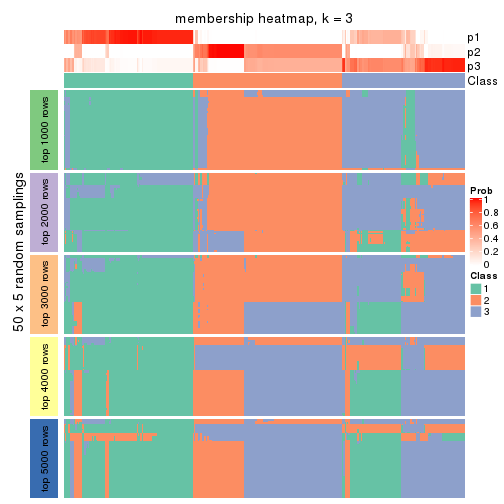 membership heatmap, k = 3
p1
p2
p3
Class
50 x 5 random samplings
top 1000 rows
top 2000 rows
top 3000 rows
top 4000 rows
top 5000 rows
Prob
1
0.8
0.6
0.4
0.2
0
Class
1
2
3